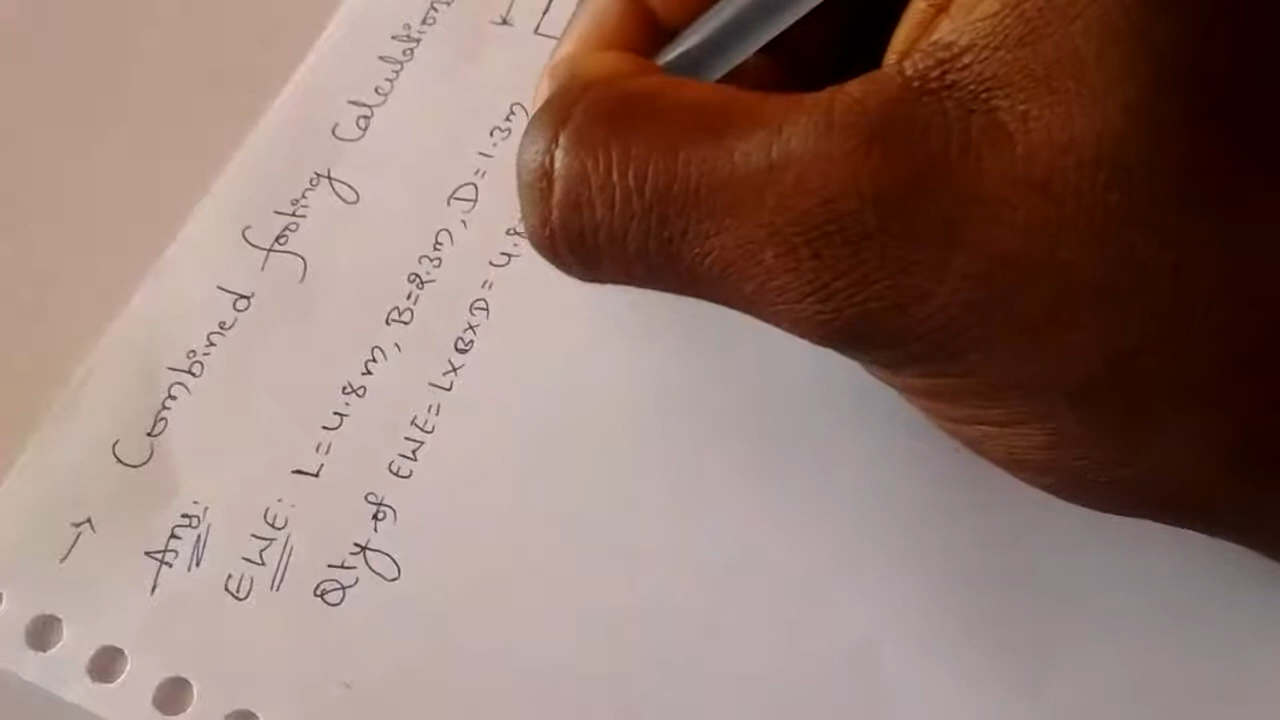 → Combined footing Calculation
Ans:
EWE: L=4.8m, B=2.3m, D=1.3m
Qty of EWE= L×B×D= 4.8